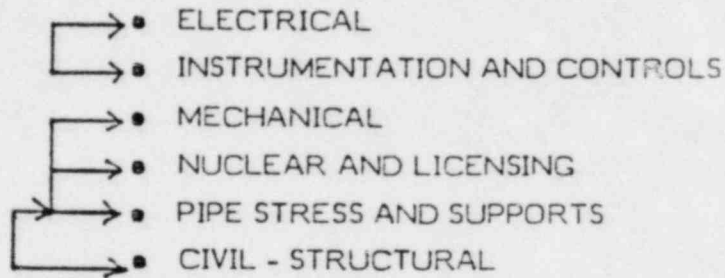 • ELECTRICAL
• INSTRUMENTATION AND CONTROLS
• MECHANICAL
• NUCLEAR AND LICENSING
• PIPE STRESS AND SUPPORTS
• CIVIL - STRUCTURAL